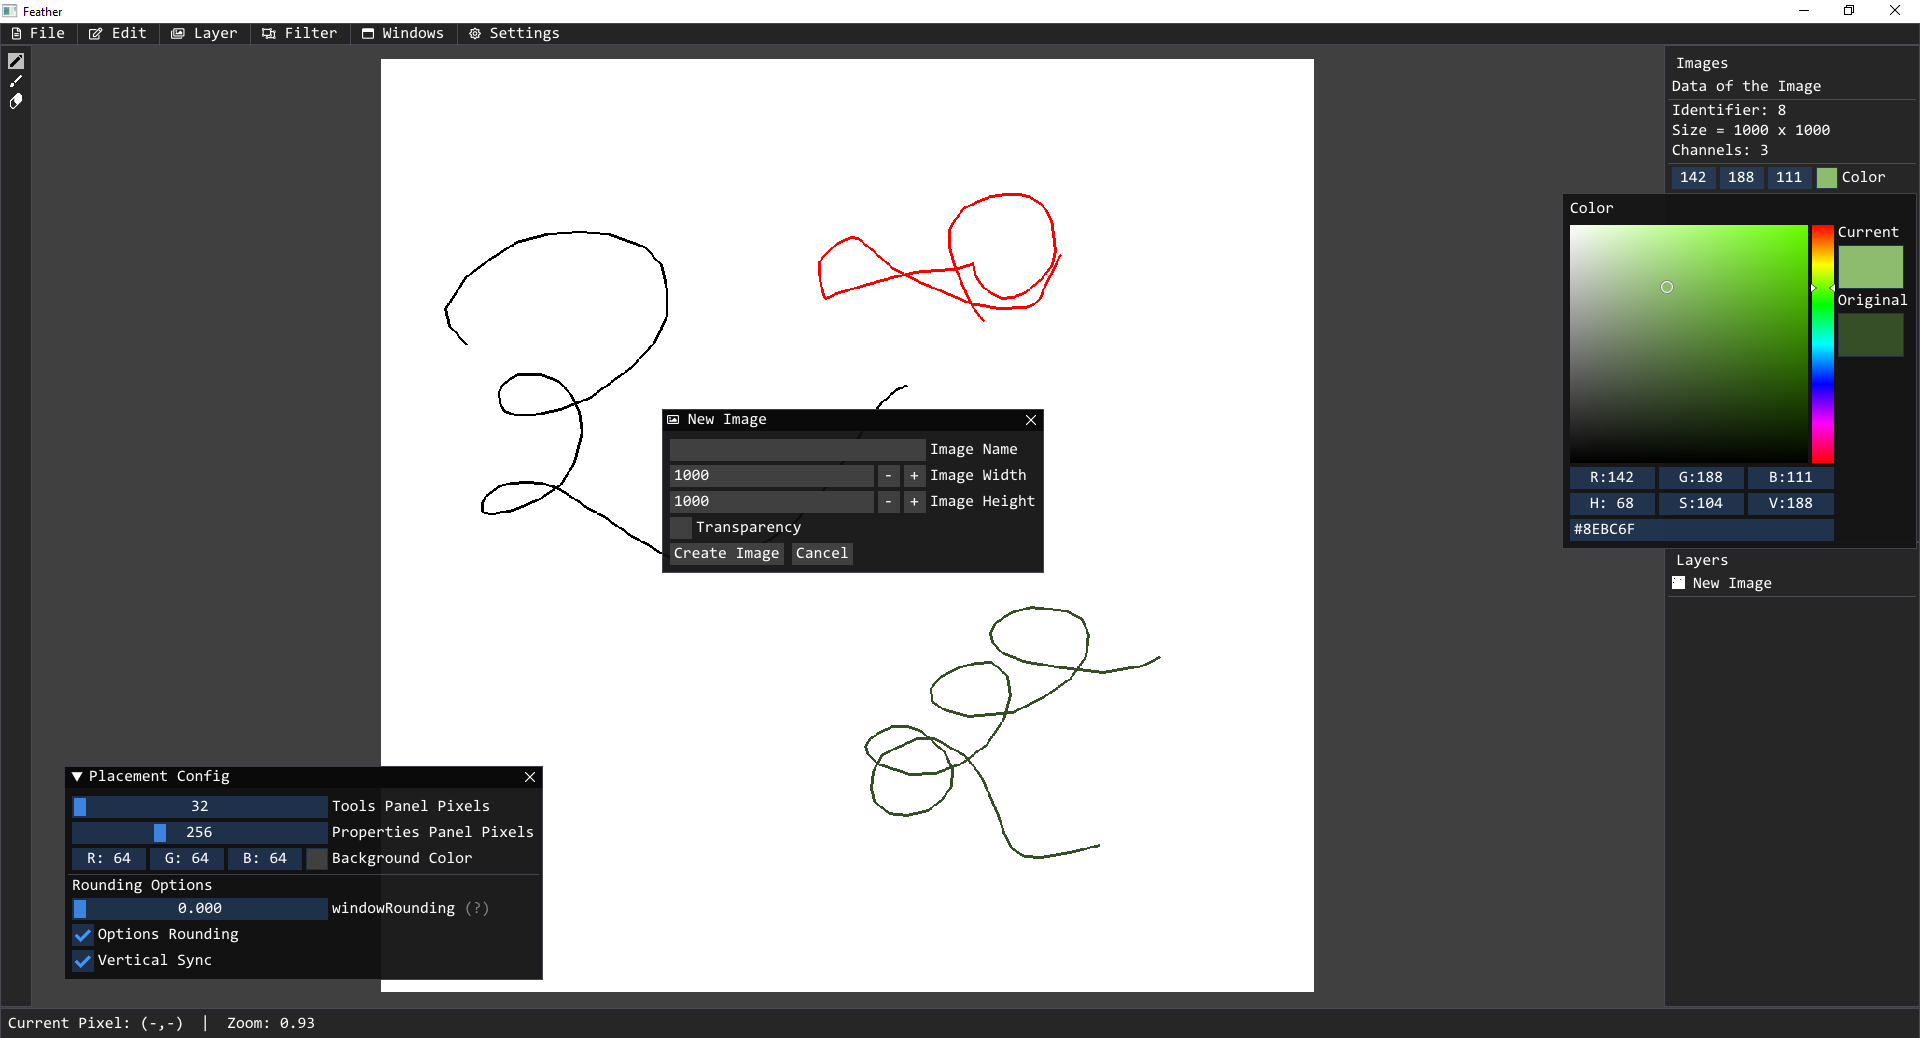 Feather
File Edit Layer Filter Windows Settings
Images
Data of the Image
Identifier: 8
Size = 1000 x 1000
Channels: 3
142 188 111 Color
Color
Current
Original
R:142 G:188 B:111
H: 68 S:104 V:188
#8EBC6F
Layers
New Image
New Image
Image Name
1000 - + Image Width
1000 - + Image Height
Transparency
Create Image Cancel
Placement Config
32 Tools Panel Pixels
256 Properties Panel Pixels
R: 64 G: 64 B: 64 Background Color
Rounding Options
0.000 windowRounding (?)
Options Rounding
Vertical Sync
Current Pixel: (-,-) | Zoom: 0.93